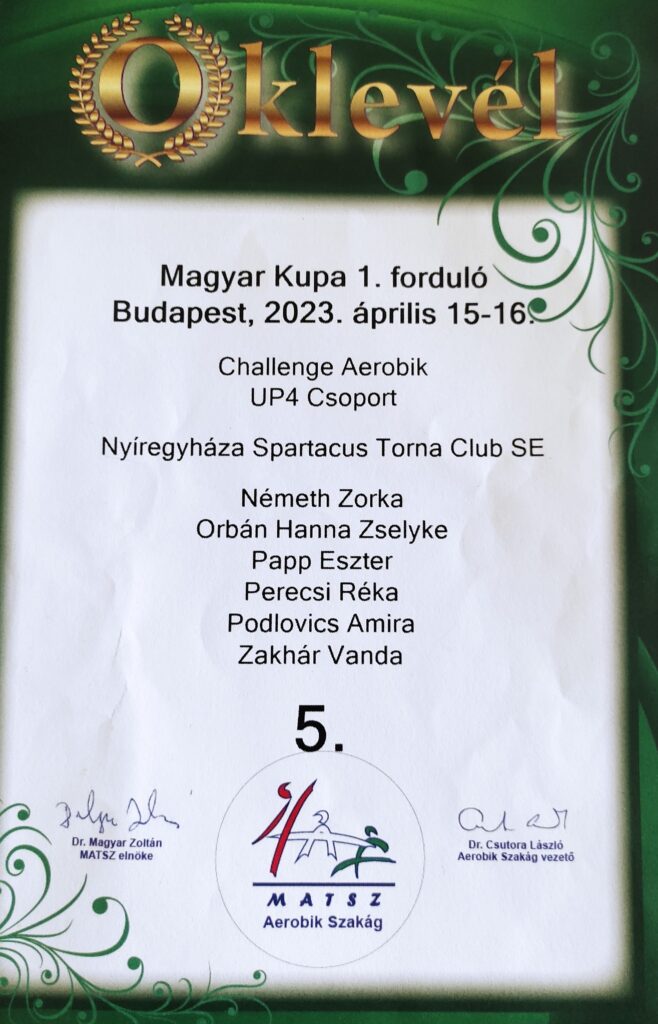 Oklevél
Magyar Kupa 1. forduló
Budapest, 2023. április 15-16.
Challenge Aerobik
UP4 Csoport
Nyíregyháza Spartacus Torna Club SE
Németh Zorka
Orbán Hanna Zselyke
Papp Eszter
Perecsi Réka
Podlovics Amira
Zakhár Vanda
5.
Dr. Magyar Zoltán
MATSZ elnöke
Dr. Csutora László
Aerobik Szakág vezető
MATSZ
Aerobik Szakág